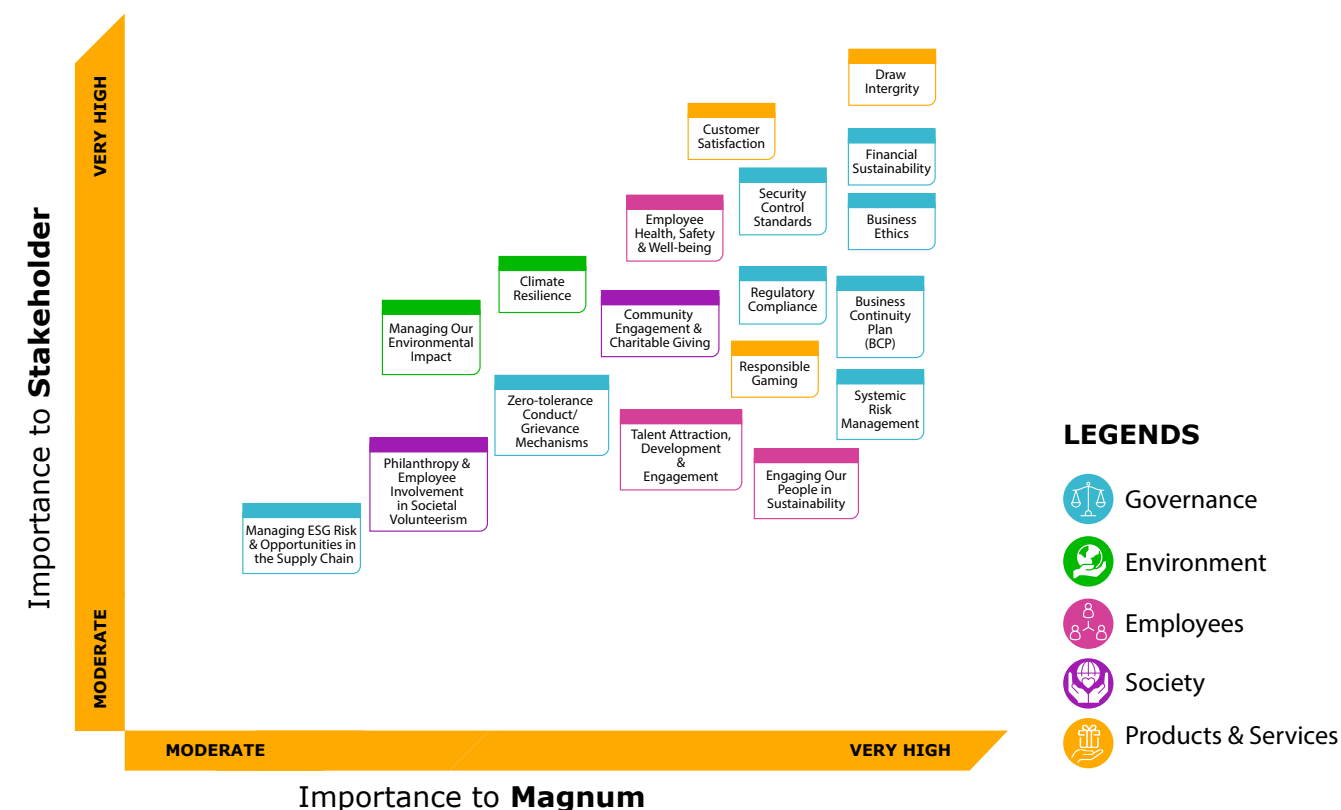 Importance to Stakeholder
VERY HIGH
MODERATE
Draw
Intergrity
Customer
Satisfaction
Financial
Sustainability
Security
Control
Standards
Business
Ethics
Employee
Health, Safety
& Well-being
Climate
Resilience
Regulatory
Compliance
Business
Continuity
Plan
(BCP)
Community
Engagement &
Charitable Giving
Managing Our
Environmental
Impact
Responsible
Gaming
Systemic
Risk
Management
Zero-tolerance
Conduct/
Grievance
Mechanisms
Talent Attraction,
Development
&
Engagement
Engaging Our
People in
Sustainability
Philanthropy &
Employee
Involvement
in Societal
Volunteerism
Managing ESG Risk
& Opportunities in
the Supply Chain
MODERATE
VERY HIGH
Importance to Magnum
LEGENDS
Governance
Environment
Employees
Society
Products & Services